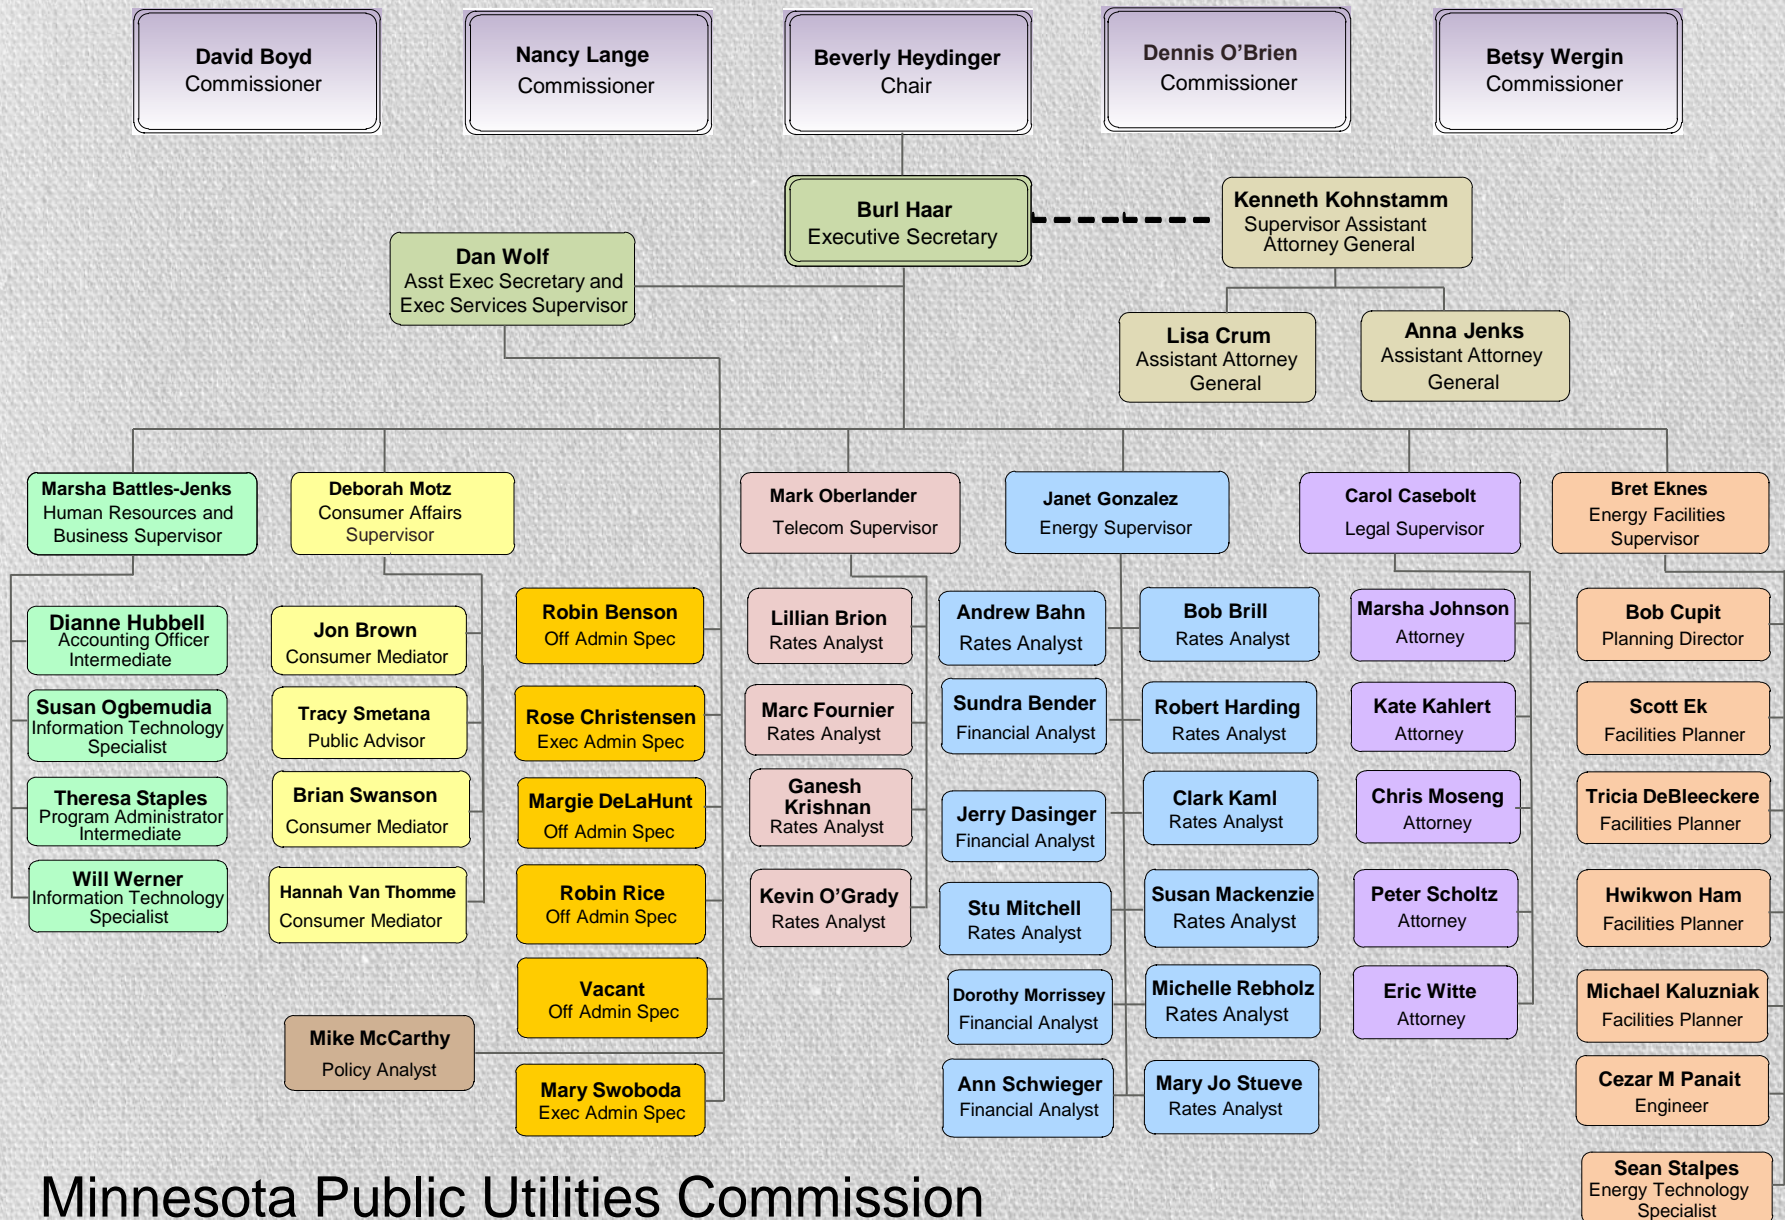 David Boyd
Commissioner
Nancy Lange
Commissioner
Beverly Heydinger
Chair
Dennis O’Brien
Commissioner
Betsy Wergin
Commissioner
Burl Haar
Executive Secretary
Kenneth Kohnstamm
Supervisor Assistant
Attorney General
Dan Wolf
Asst Exec Secretary and
Exec Services Supervisor
Lisa Crum
Assistant Attorney
General
Anna Jenks
Assistant Attorney
General
Marsha Battles-Jenks
Human Resources and
Business Supervisor
Deborah Motz
Consumer Affairs
Supervisor
Mark Oberlander
Telecom Supervisor
Janet Gonzalez
Energy Supervisor
Carol Casebolt
Legal Supervisor
Bret Eknes
Energy Facilities
Supervisor
Dianne Hubbell
Accounting Officer
Intermediate
Susan Ogbemudia
Information Technology
Specialist
Theresa Staples
Program Administrator
Intermediate
Will Werner
Information Technology
Specialist
Jon Brown
Consumer Mediator
Tracy Smetana
Public Advisor
Brian Swanson
Consumer Mediator
Hannah Van Thomme
Consumer Mediator
Robin Benson
Off Admin Spec
Rose Christensen
Exec Admin Spec
Margie DeLaHunt
Off Admin Spec
Robin Rice
Off Admin Spec
Vacant
Off Admin Spec
Mike McCarthy
Policy Analyst
Mary Swoboda
Exec Admin Spec
Lillian Brion
Rates Analyst
Marc Fournier
Rates Analyst
Ganesh
Krishnan
Rates Analyst
Kevin O’Grady
Rates Analyst
Andrew Bahn
Rates Analyst
Sundra Bender
Financial Analyst
Jerry Dasinger
Financial Analyst
Stu Mitchell
Rates Analyst
Dorothy Morrissey
Financial Analyst
Ann Schwieger
Financial Analyst
Bob Brill
Rates Analyst
Robert Harding
Rates Analyst
Clark Kaml
Rates Analyst
Susan Mackenzie
Rates Analyst
Michelle Rebholz
Rates Analyst
Mary Jo Stueve
Rates Analyst
Marsha Johnson
Attorney
Kate Kahlert
Attorney
Chris Moseng
Attorney
Peter Scholtz
Attorney
Eric Witte
Attorney
Bob Cupit
Planning Director
Scott Ek
Facilities Planner
Tricia DeBleeckere
Facilities Planner
Hwikwon Ham
Facilities Planner
Michael Kaluzniak
Facilities Planner
Cezar M Panait
Engineer
Sean Stalpes
Energy Technology
Specialist
Minnesota Public Utilities Commission